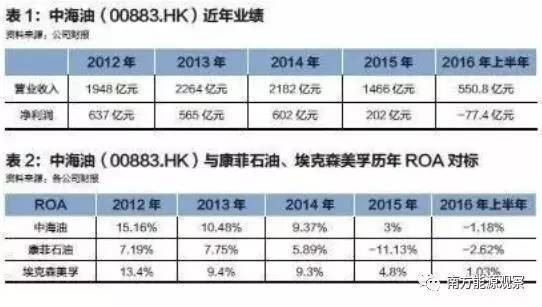 表 1：中海油（00883.HK）近年业绩
资料来源：公司财报
2012 年 2013 年 2014 年 2015 年 2016 年上半年
营业收入 1948 亿元 2264 亿元 2182 亿元 1466 亿元 550.8 亿元
净利润 637 亿元 565 亿元 602 亿元 202 亿元 -77.4 亿元
表 2：中海油（00883.HK）与康菲石油、埃克森美孚历年 ROA 对标
资料来源：各公司财报
ROA 2012 年 2013 年 2014 年 2015 年 2016 年上半年
中海油 15.16% 10.48% 9.37% 3% -1.18%
康菲石油 7.19% 7.75% 5.89% -11.13% -2.62%
埃克森美孚 13.4% 9.4% 9.3% 4.8% 1.03%
南方能源观察